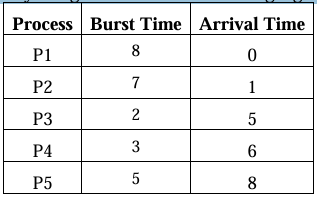 Process Burst Time Arrival Time
P1 8 0
P2 7 1
P3 2 5
P4 3 6
P5 5 8